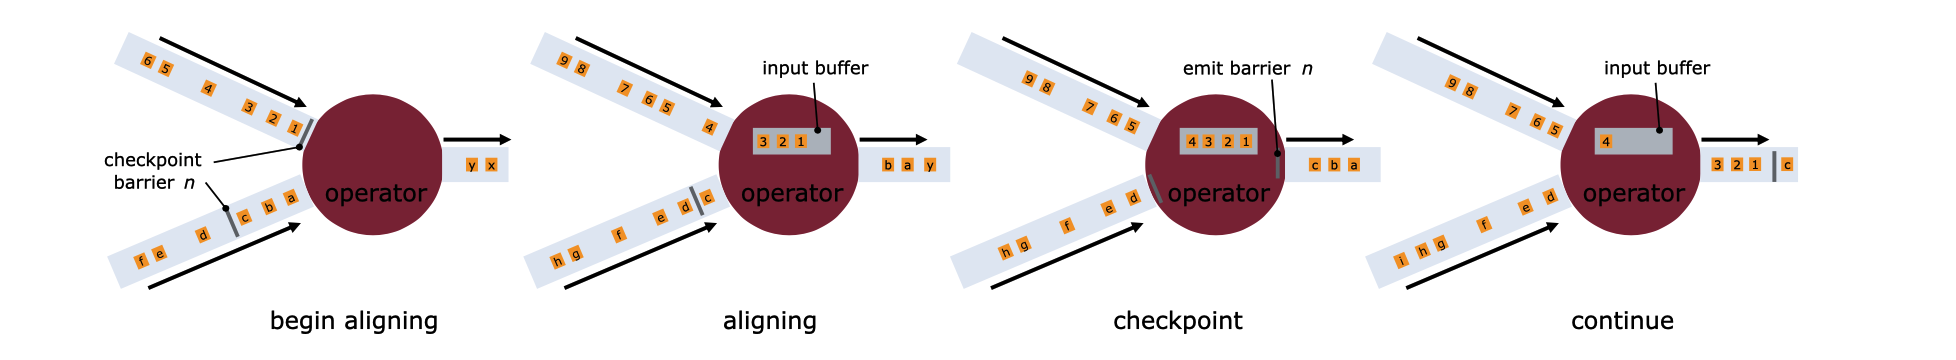 6 5 4 3 2 1
checkpoint
barrier n
f e d c b a
operator
y x
begin aligning
9 8 7 6 5 4
input buffer
3 2 1
h g f e d c
operator
b a y
aligning
9 8 7 6 5
emit barrier n
4 3 2 1
h g f e d
operator
c b a
checkpoint
9 8 7 6 5
input buffer
4
i h g f e d
operator
3 2 1 c
continue